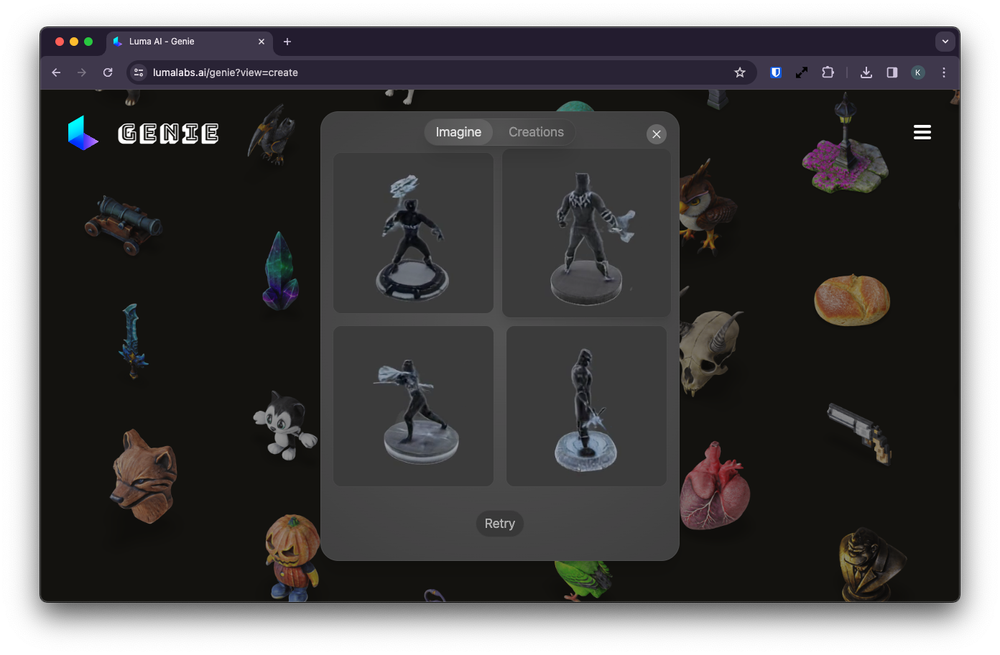 Luma AI - Genie
lumalabs.ai/genie?view=create
K
GENIE
Imagine
Creations
Retry